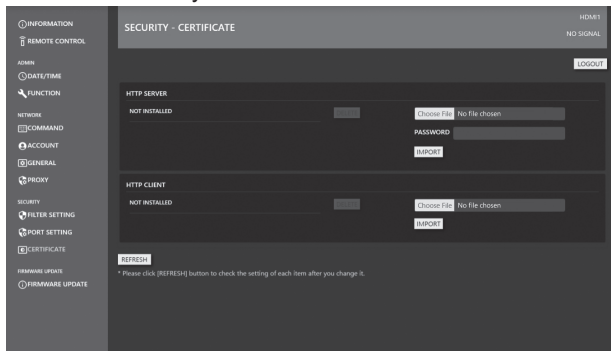 INFORMATION
REMOTE CONTROL
ADMIN
DATE/TIME
FUNCTION
NETWORK
COMMAND
ACCOUNT
GENERAL
PROXY
SECURITY
FILTER SETTING
PORT SETTING
CERTIFICATE
FIRMWARE UPDATE
FIRMWARE UPDATE
SECURITY - CERTIFICATE
HDMI1
NO SIGNAL
LOGOUT
HTTP SERVER
NOT INSTALLED
Choose File No file chosen
PASSWORD
IMPORT
HTTP CLIENT
NOT INSTALLED
Choose File No file chosen
IMPORT
REFRESH
* Please click [REFRESH] button to check the setting of each item after you change it.